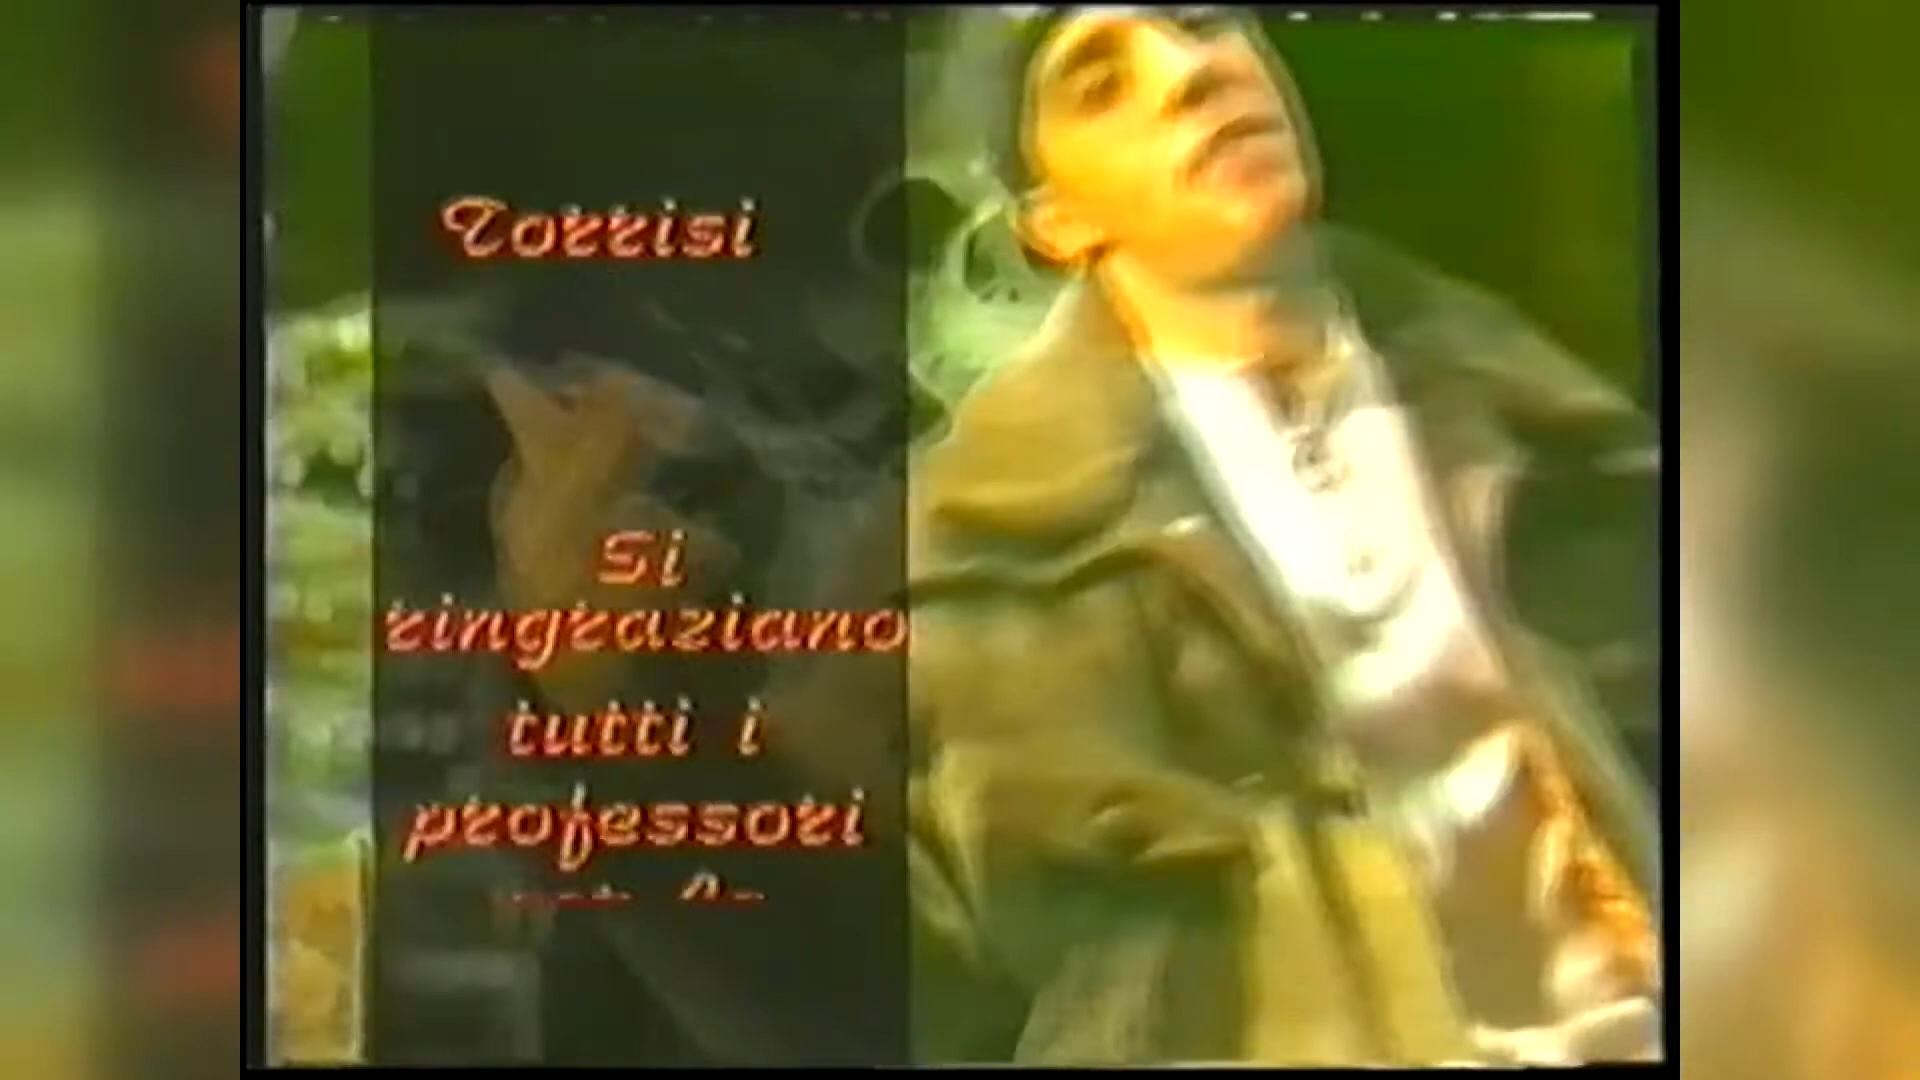 Torrisi
Si
ringraziano
tutti i
professori